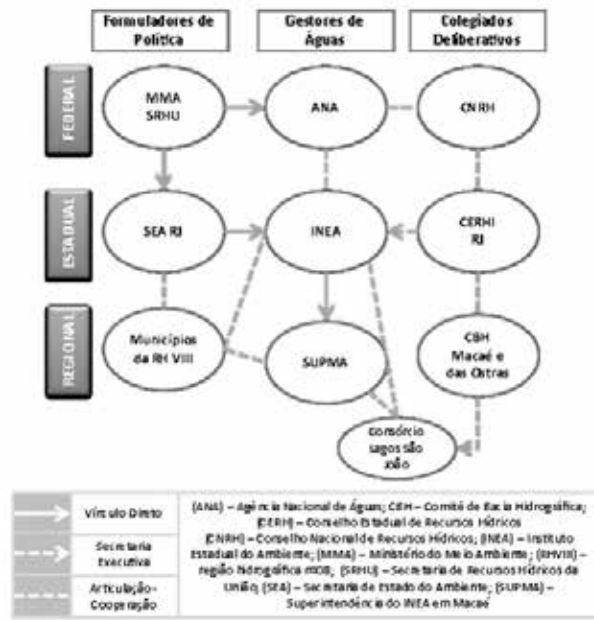 Formuladores de
Política
Gestores de
Águas
Colegiados
Deliberativos
FEDERAL
MMA
SRHU
ANA
CNRH
ESTADUAL
SEA RJ
INEA
CERHI
RJ
REGIONAL
Municípios
da RH VIII
SUPMA
CBH
Macaé e
das Ostras
Consórcio
Lagos São
João
Vínculo Direto
Secretaria
Executiva
Articulação-
Cooperação
(ANA) – Agência Nacional de Águas; CBH – Comitê de Bacia Hidrográfica;
(CERH) – Conselho Estadual de Recursos Hídricos
(CNRH) – Conselho Nacional de Recursos Hídricos; (INEA) – Instituto
Estadual do Ambiente; (MMA) – Ministério do Meio Ambiente; (RHVIII) –
região hidrográfica (SRHU) – Secretaria de Recursos Hídricos da
União; (SEA) – Secretaria de Estado do Ambiente; (SUPMA) –
Superintendência do INEA em Macaé